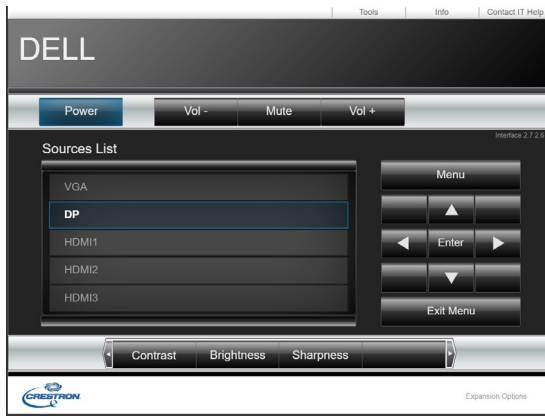 Tools Info Contact IT Help
DELL
Power Vol - Mute Vol +
Interface 2.7.2.6
Sources List
VGA
DP
HDMI1
HDMI2
HDMI3
Menu
Enter
Exit Menu
Contrast Brightness Sharpness
CRESTRON
Expansion Options